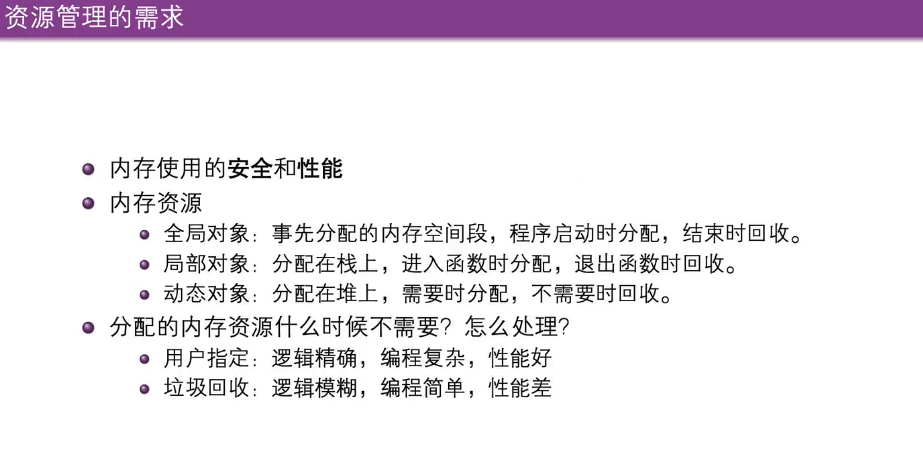 资源管理的需求
内存使用的安全和性能
内存资源
全局对象：事先分配的内存空间段，程序启动时分配，结束时回收。
局部对象：分配在栈上，进入函数时分配，退出函数时回收。
动态对象：分配在堆上，需要时分配，不需要时回收。
分配的内存资源什么时候不需要？怎么处理？
用户指定：逻辑精确，编程复杂，性能好
垃圾回收：逻辑模糊，编程简单，性能差